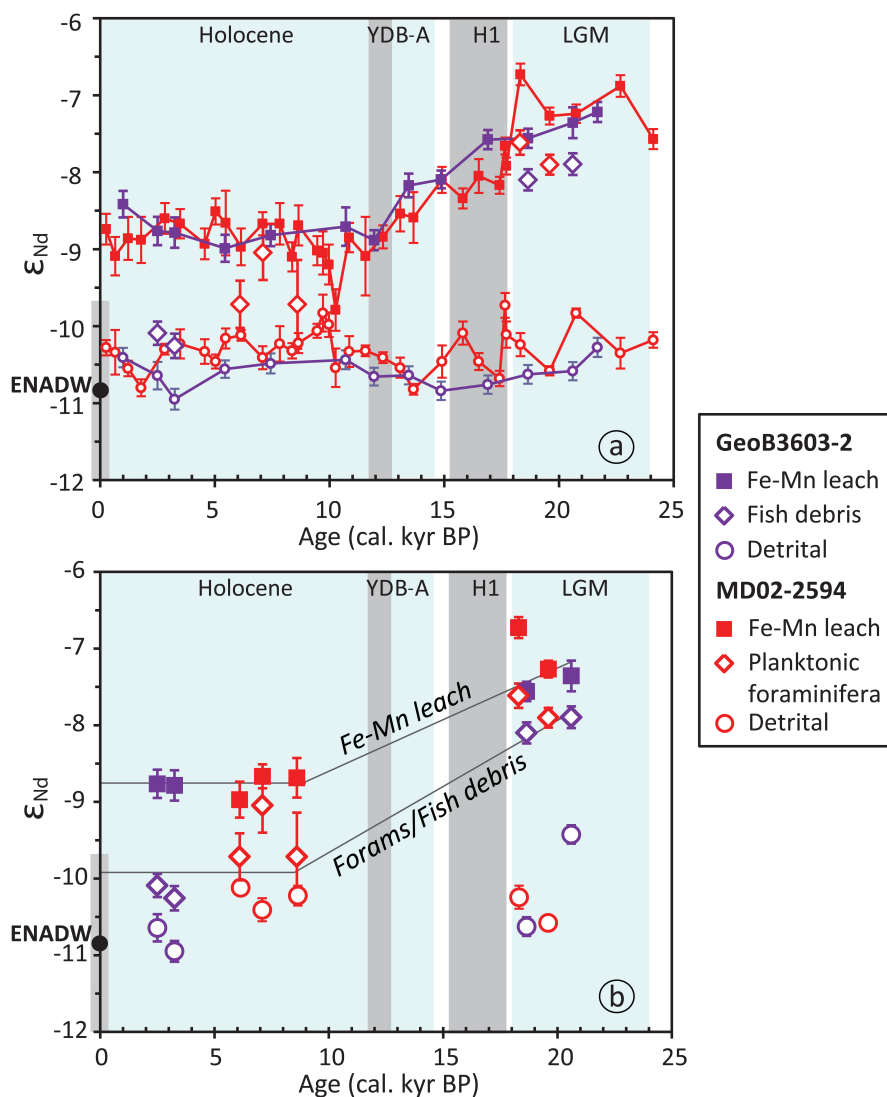 -6
Holocene
YDB-A
H1
LGM
-7
-8
-9
εNd
-10
ENADW
-11
-12
a
0
5
10
15
20
25
Age (cal. kyr BP)
GeoB3603-2
Fe-Mn leach
Fish debris
Detrital
MD02-2594
Fe-Mn leach
Planktonic
foraminifera
Detrital
-6
Holocene
YDB-A
H1
LGM
-7
-8
Fe-Mn leach
Forams/Fish debris
-9
εNd
-10
ENADW
-11
-12
b
0
5
10
15
20
25
Age (cal. kyr BP)